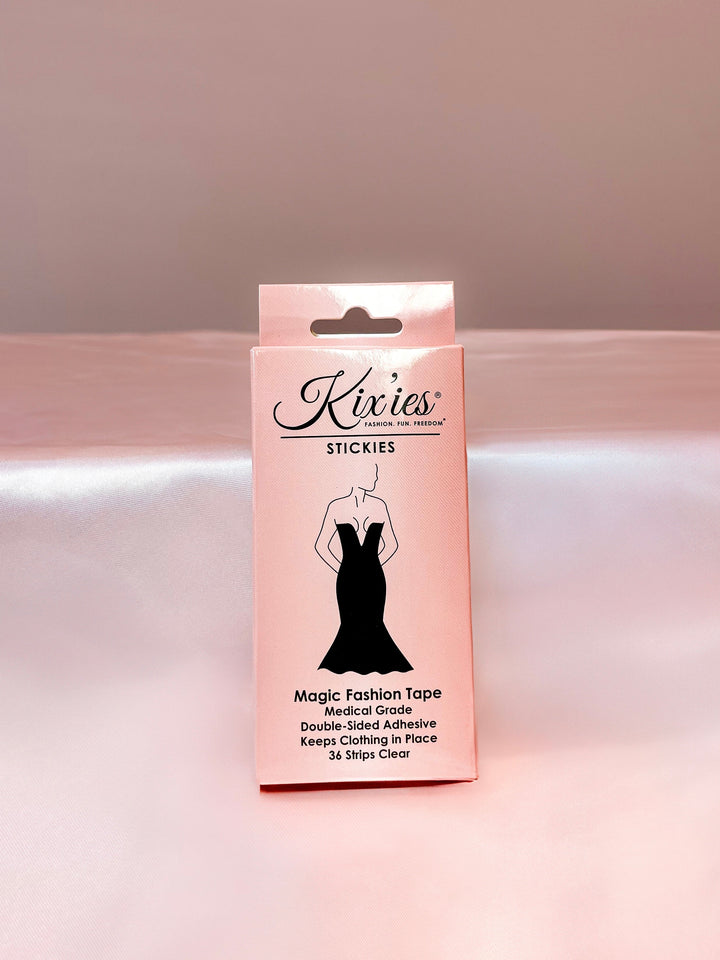 Kix'ies®
FASHION. FUN. FREEDOM®
STICKIES
Magic Fashion Tape
Medical Grade
Double-Sided Adhesive
Keeps Clothing in Place
36 Strips Clear